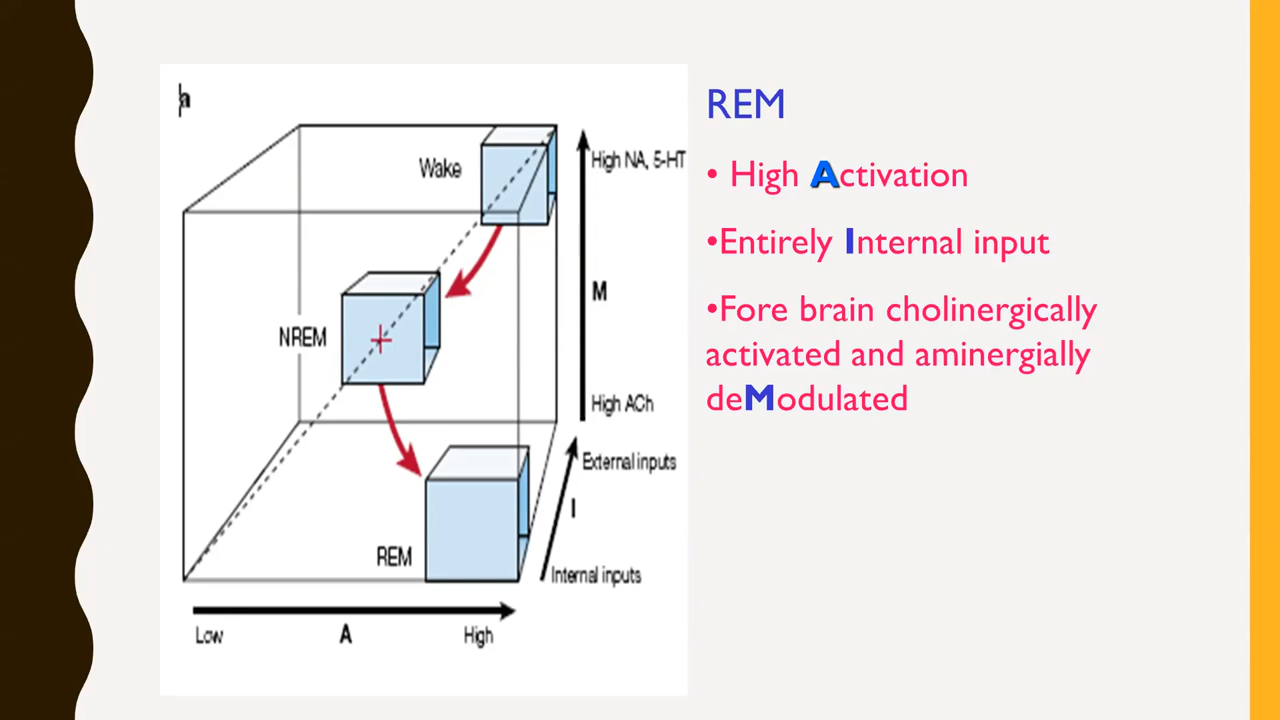 a
Wake
High NA, 5-HT
M
NREM
High ACh
External inputs
I
REM
Internal inputs
Low
A
High
REM
• High Activation
•Entirely Internal input
•Fore brain cholinergically
activated and aminergially
deModulated